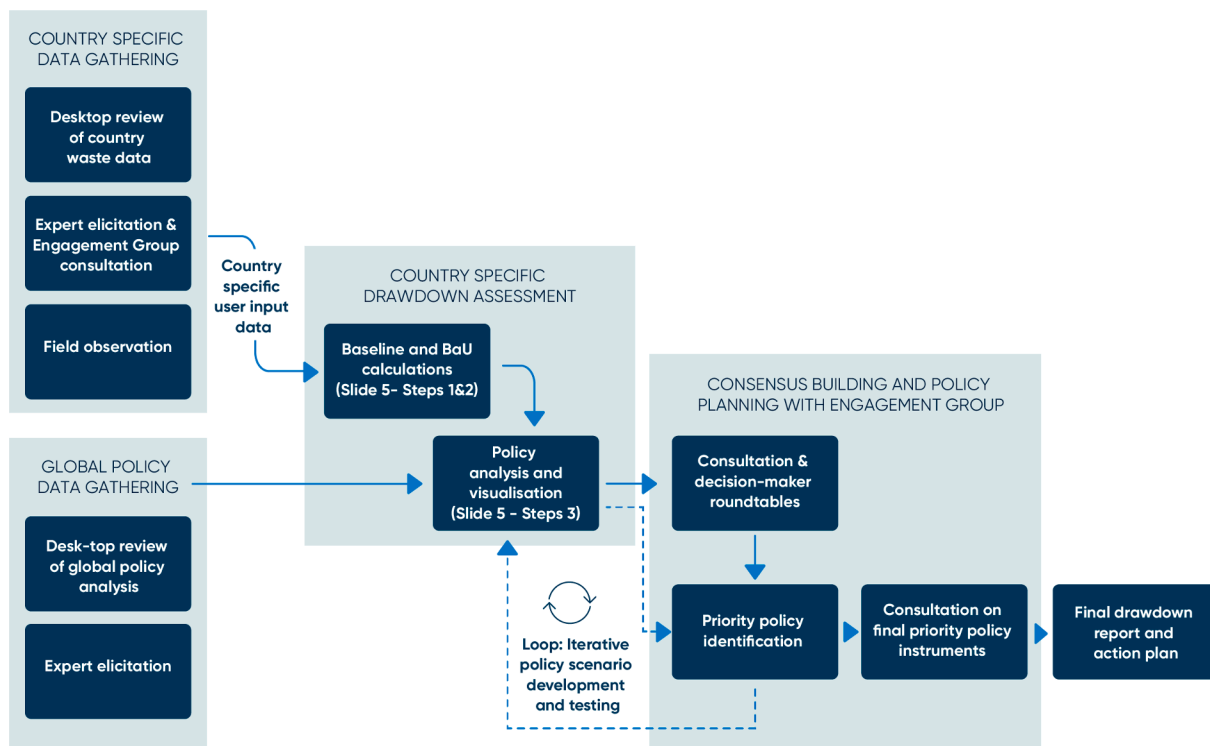 COUNTRY SPECIFIC
DATA GATHERING
Desktop review
of country
waste data
Expert elicitation &
Engagement Group
consultation
Field observation
Country
specific
user input
data
GLOBAL POLICY
DATA GATHERING
Desk-top review
of global policy
analysis
Expert elicitation
COUNTRY SPECIFIC
DRAWDOWN ASSESSMENT
Baseline and BaU
calculations
(Slide 5- Steps 1&2)
Policy
analysis and
visualisation
(Slide 5 - Steps 3)
Loop: Iterative
policy scenario
development
and testing
CONSENSUS BUILDING AND POLICY
PLANNING WITH ENGAGEMENT GROUP
Consultation &
decision-maker
roundtables
Priority policy
identification
Consultation on
final priority policy
instruments
Final drawdown
report and
action plan